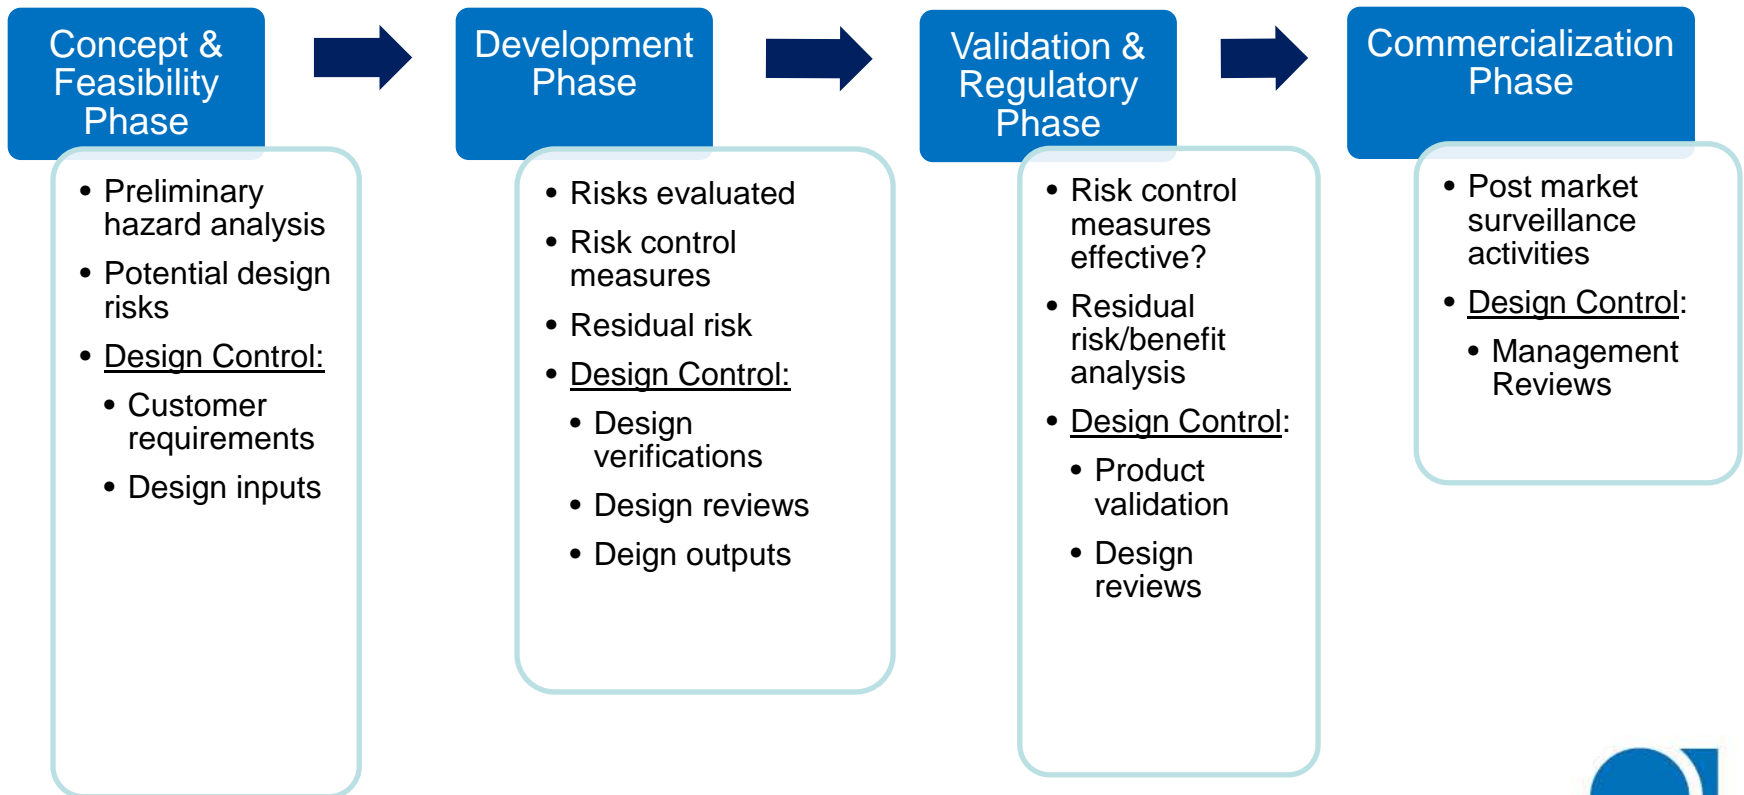 Concept &
Feasibility
Phase
• Preliminary
hazard analysis
• Potential design
risks
• Design Control:
• Customer
requirements
• Design inputs
Development
Phase
• Risks evaluated
• Risk control
measures
• Residual risk
• Design Control:
• Design
verifications
• Design reviews
• Deign outputs
Validation &
Regulatory
Phase
• Risk control
measures
effective?
• Residual
risk/benefit
analysis
• Design Control:
• Product
validation
• Design
reviews
Commercialization
Phase
• Post market
surveillance
activities
• Design Control:
• Management
Reviews